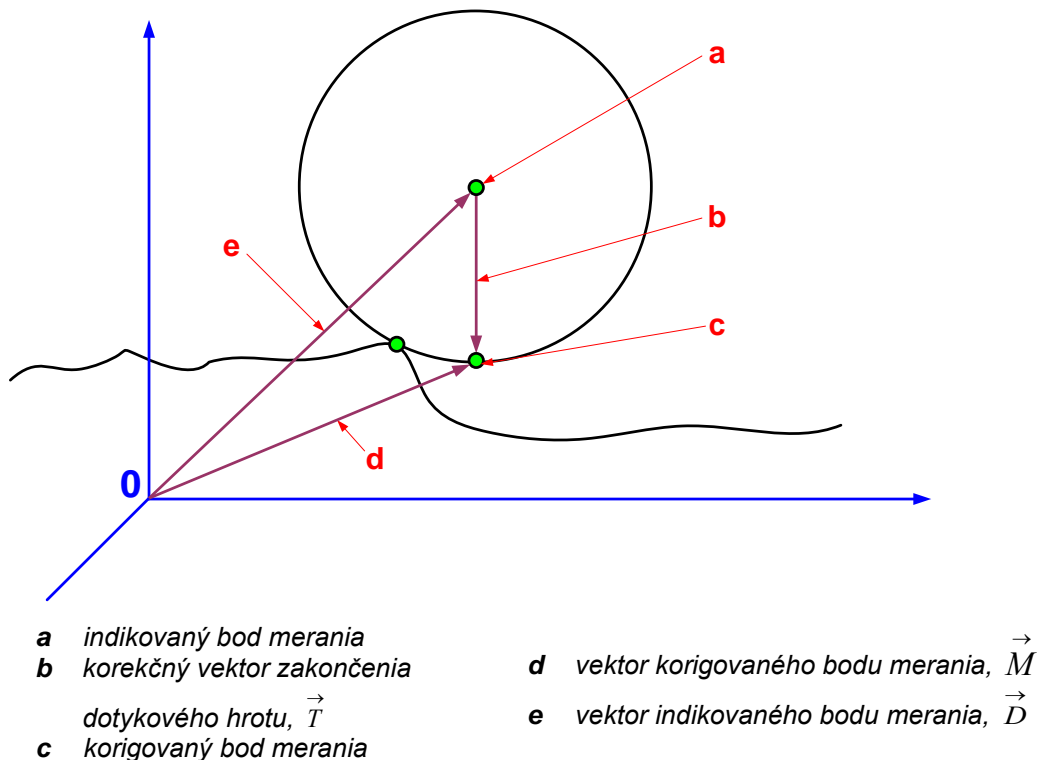 a
b
e
c
d
0
a indikovaný bod merania
b korekčný vektor zakončenia
dotykového hrotu, T→
c korigovaný bod merania
d vektor korigovaného bodu merania, M→
e vektor indikovaného bodu merania, D→